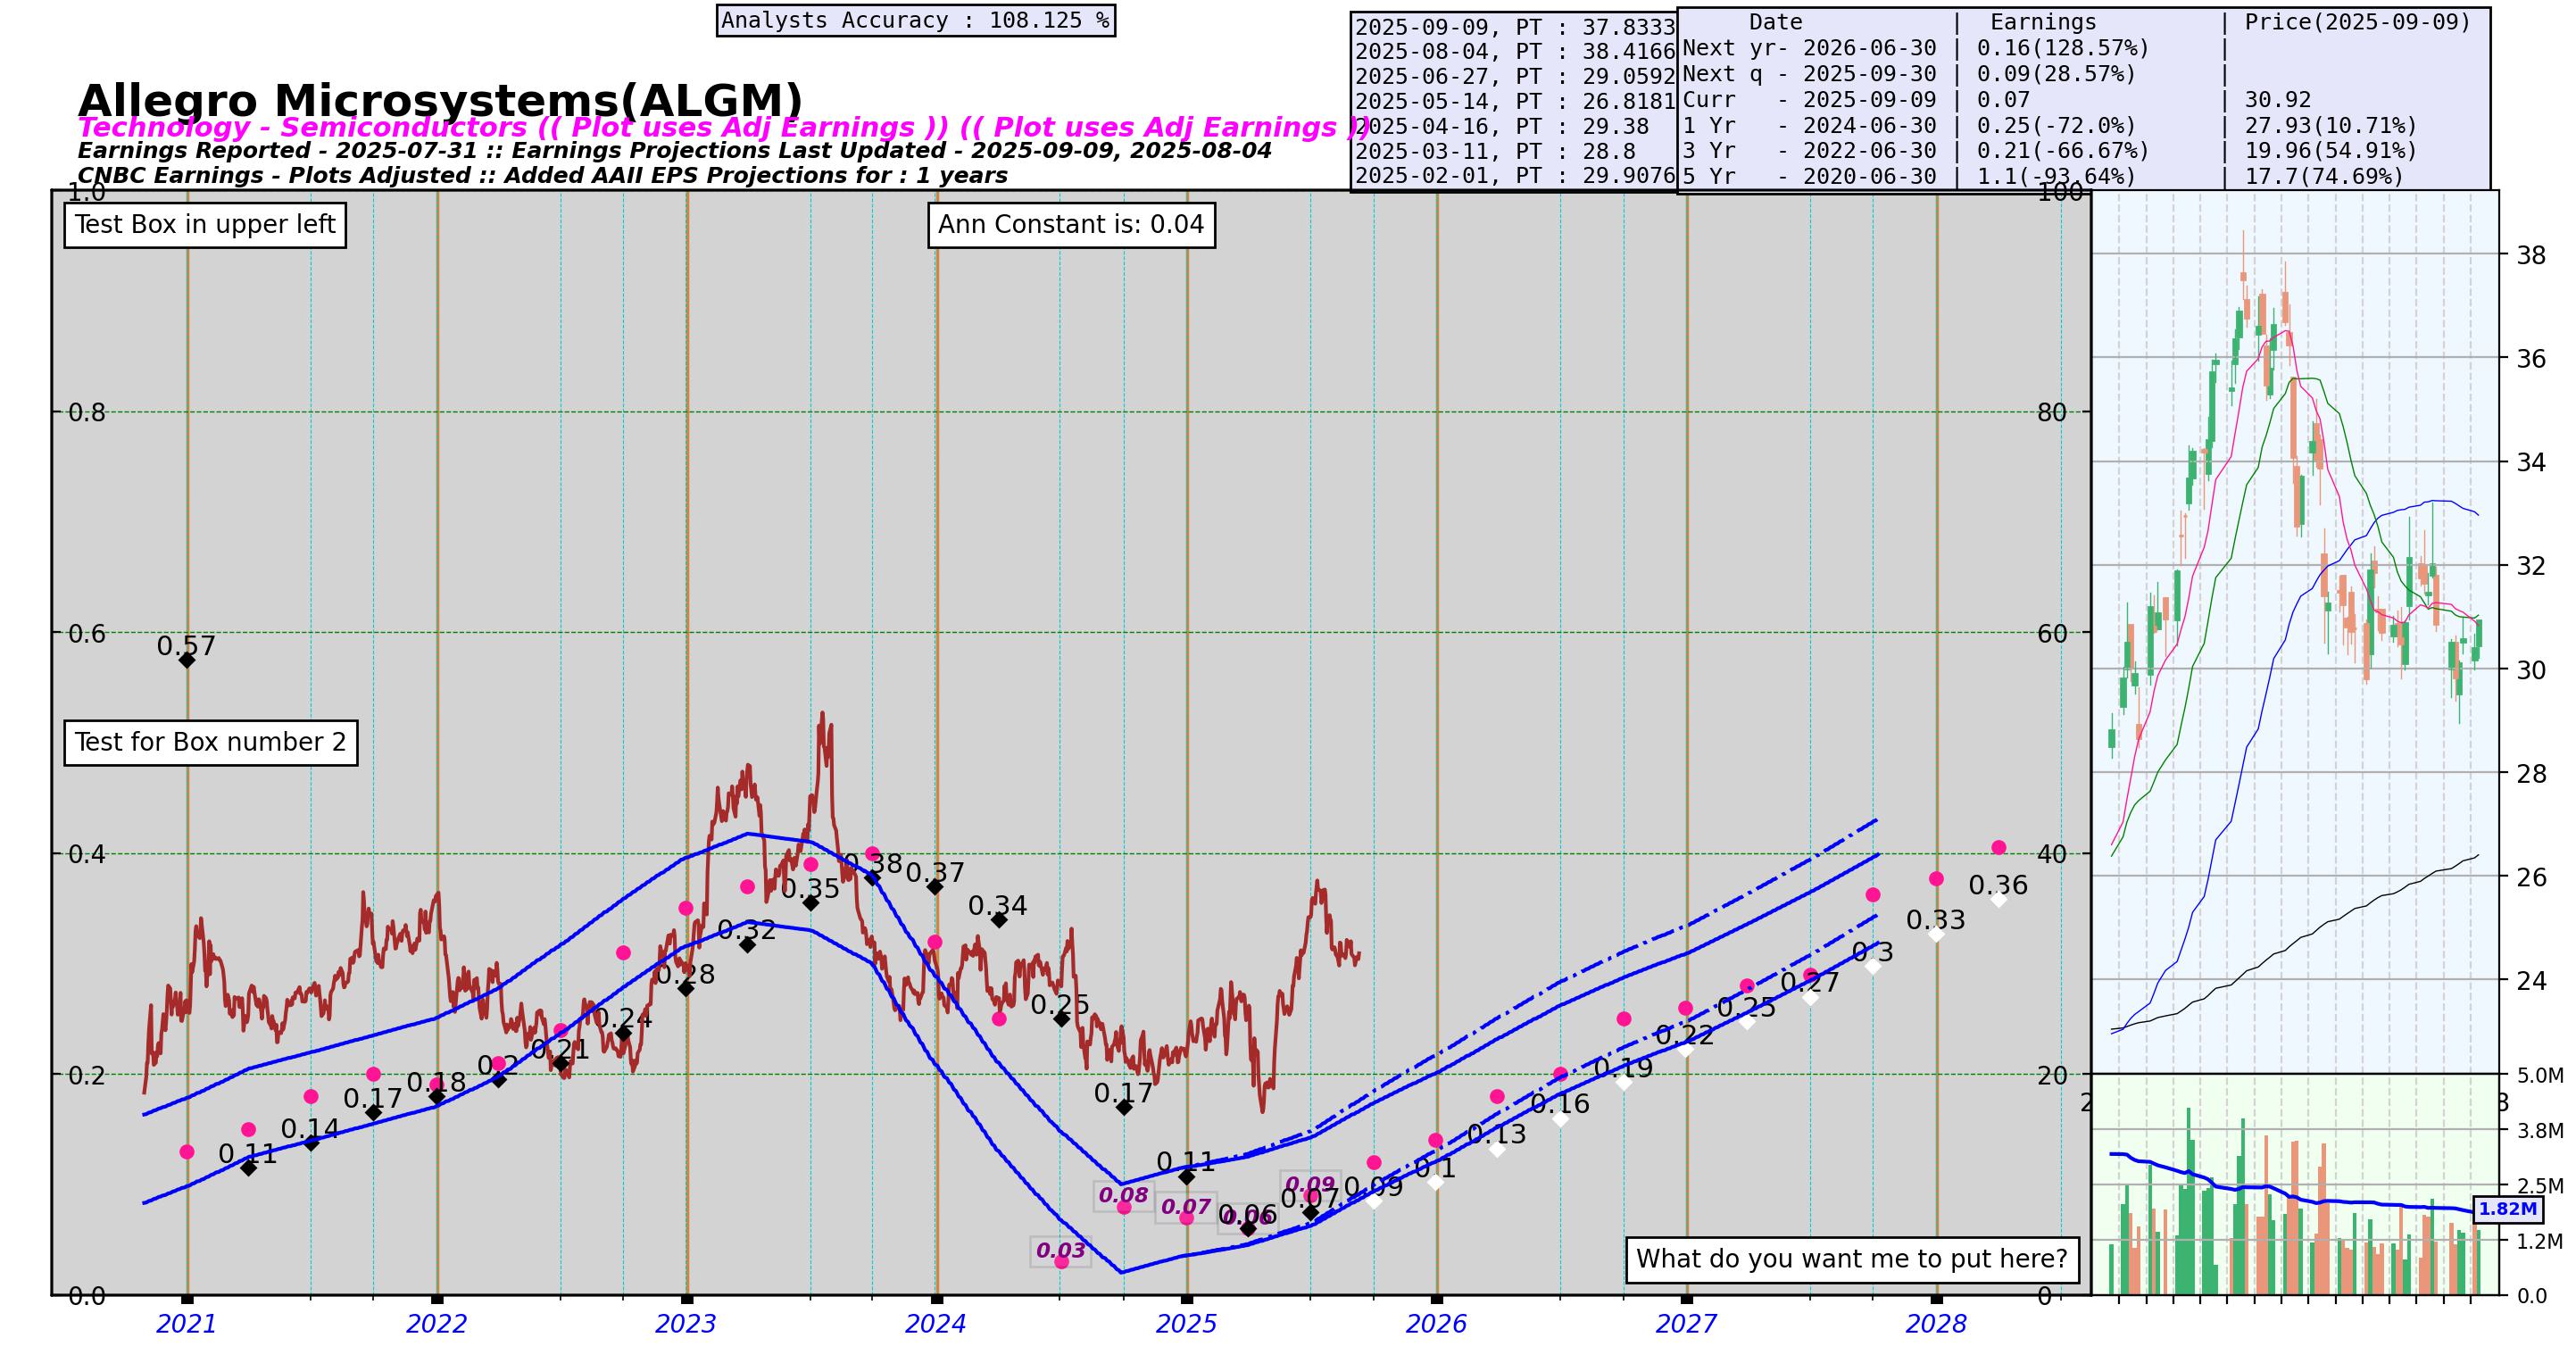 Analysts Accuracy : 108.125 %
2025-09-09, PT : 37.8333
2025-08-04, PT : 38.4166
2025-06-27, PT : 29.0592
2025-05-14, PT : 26.8181
2025-04-16, PT : 29.38
2025-03-11, PT : 28.8
2025-02-01, PT : 29.9076
Date | Earnings | Price(2025-09-09)
Next yr- 2026-06-30 | 0.16(128.57%) |
Next q - 2025-09-30 | 0.09(28.57%) |
Curr - 2025-09-09 | 0.07 | 30.92
1 Yr - 2024-06-30 | 0.25(-72.0%) | 27.93(10.71%)
3 Yr - 2022-06-30 | 0.21(-66.67%) | 19.96(54.91%)
5 Yr - 2020-06-30 | 1.1(-93.64%) | 17.7(74.69%)
Allegro Microsystems(ALGM)
Technology - Semiconductors (( Plot uses Adj Earnings )) (( Plot uses Adj Earnings ))
Earnings Reported - 2025-07-31 :: Earnings Projections Last Updated - 2025-09-09, 2025-08-04
CNBC Earnings - Plots Adjusted :: Added AAII EPS Projections for : 1 years
Test Box in upper left
Ann Constant is: 0.04
Test for Box number 2
What do you want me to put here?
1.0
0.8
0.6
0.4
0.2
0.0
100
80
60
40
20
0
0.57
0.11
0.14
0.17
0.18
0.2
0.21
0.24
0.28
0.32
0.35
0.38
0.37
0.34
0.25
0.17
0.11
0.06
0.07
0.09
0.1
0.13
0.16
0.19
0.22
0.25
0.27
0.3
0.33
0.36
0.03
0.08
0.07
0.06
0.09
38
36
34
32
30
28
26
24
5.0M
3.8M
2.5M
1.82M
1.2M
0.0
2021
2022
2023
2024
2025
2026
2027
2028